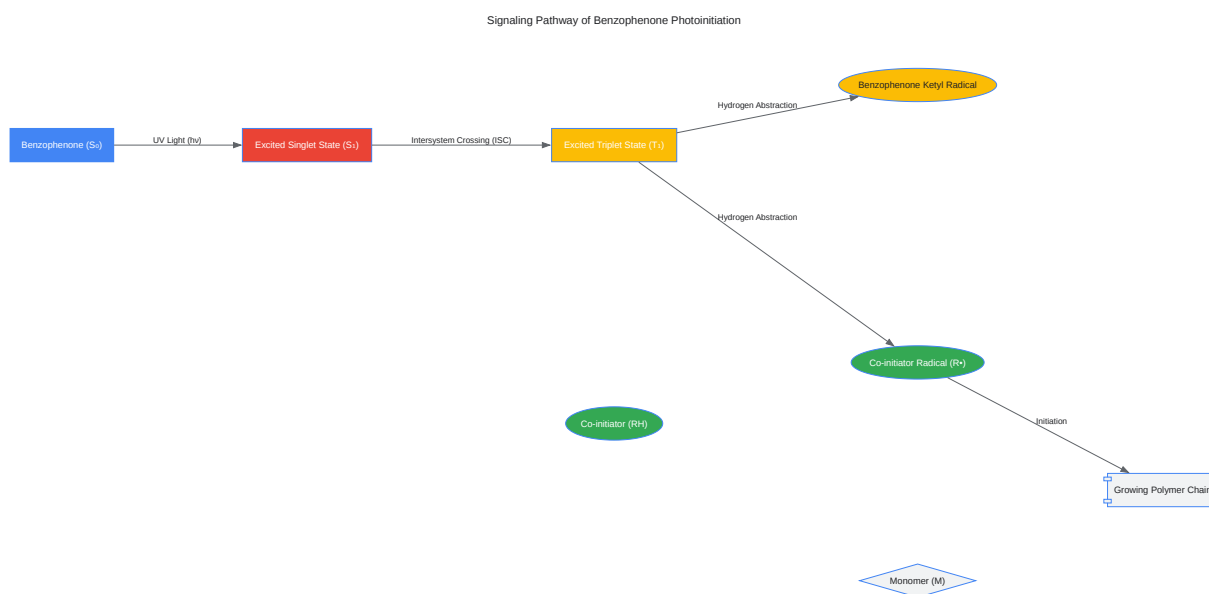 Signaling Pathway of Benzophenone Photoinitiation
Benzophenone Ketyl Radical
Hydrogen Abstraction
Benzophenone (S₀)
UV Light (hν)
Excited Singlet State (S₁)
Intersystem Crossing (ISC)
Excited Triplet State (T₁)
Hydrogen Abstraction
Co-initiator Radical (R•)
Co-initiator (RH)
Initiation
Growing Polymer Chain
Monomer (M)